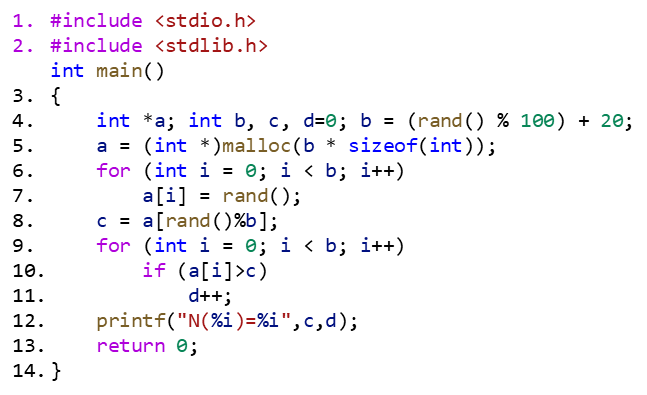 1. #include <stdio.h>
2. #include <stdlib.h>
int main()
3. {
4. int *a; int b, c, d=0; b = (rand() % 100) + 20;
5. a = (int *)malloc(b * sizeof(int));
6. for (int i = 0; i < b; i++)
7. a[i] = rand();
8. c = a[rand()%b];
9. for (int i = 0; i < b; i++)
10. if (a[i]>c)
11. d++;
12. printf("N(%i)=%i",c,d);
13. return 0;
14. }